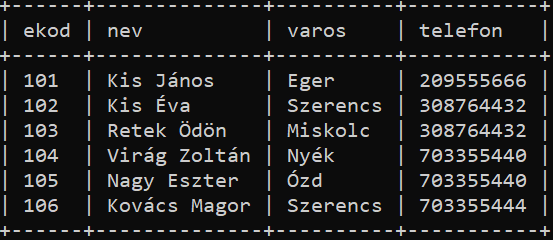 +------+--------------+----------+-----------+
| ekod | nev          | varos    | telefon   |
+------+--------------+----------+-----------+
| 101  | Kis János    | Eger     | 209555666 |
| 102  | Kis Éva      | Szerencs | 308764432 |
| 103  | Retek Ödön   | Miskolc  | 308764432 |
| 104  | Virág Zoltán | Nyék     | 703355440 |
| 105  | Nagy Eszter  | Ózd      | 703355440 |
| 106  | Kovács Magor | Szerencs | 703355444 |
+------+--------------+----------+-----------+